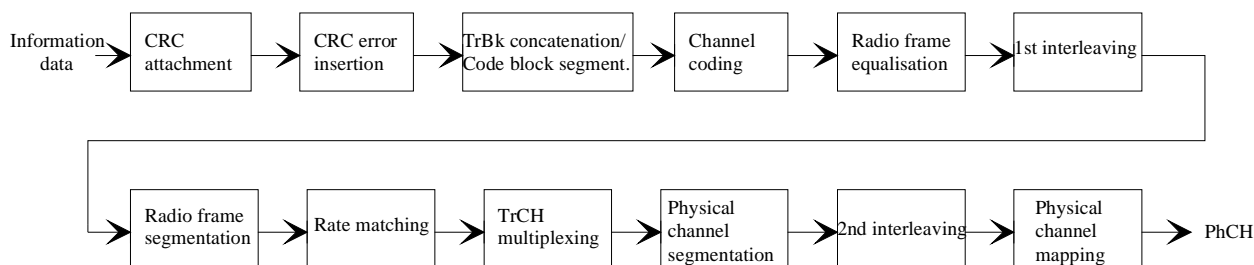 Information
data
CRC
attachment
CRC error
insertion
TrBk concatenation/
Code block segment.
Channel
coding
Radio frame
equalisation
1st interleaving
Radio frame
segmentation
Rate matching
TrCH
multiplexing
Physical
channel
segmentation
2nd interleaving
Physical
channel
mapping
PhCH